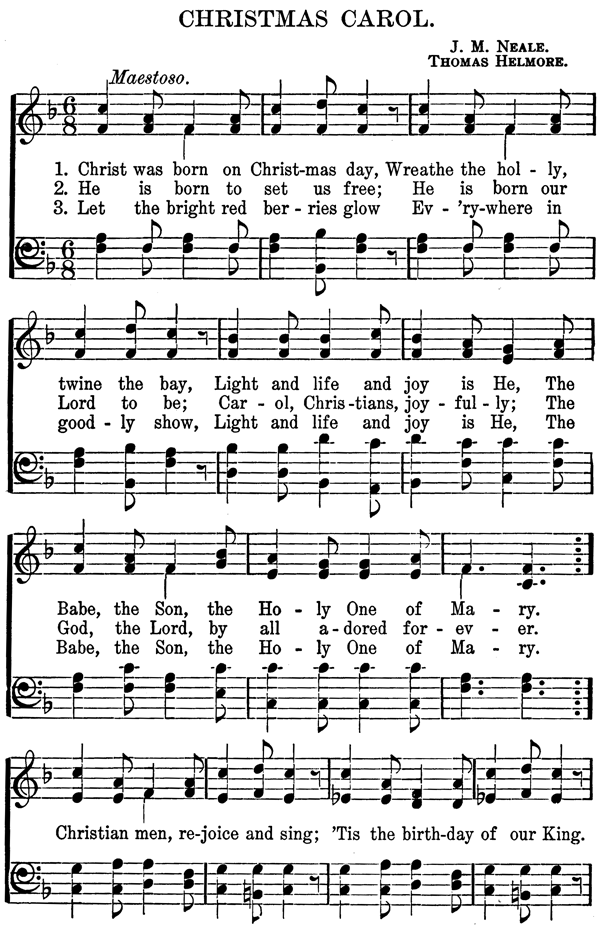 CHRISTMAS CAROL.
J. M. NEALE.
THOMAS HELMORE.
Maestoso.
6
8
1. Christ was born on Christ-mas day, Wreathe the hol - ly,
2. He is born to set us free; He is born our
3. Let the bright red ber - ries glow Ev - 'ry-where in
6
8
twine the bay, Light and life and joy is He, The
Lord to be; Car - ol, Chris - tians, joy - ful - ly; The
good - ly show, Light and life and joy is He, The
Babe, the Son, the Ho - ly One of Ma - ry.
God, the Lord, by all a - dored for - ev - er.
Babe, the Son, the Ho - ly One of Ma - ry.
Christian men, re-joice and sing; 'Tis the birth-day of our King.